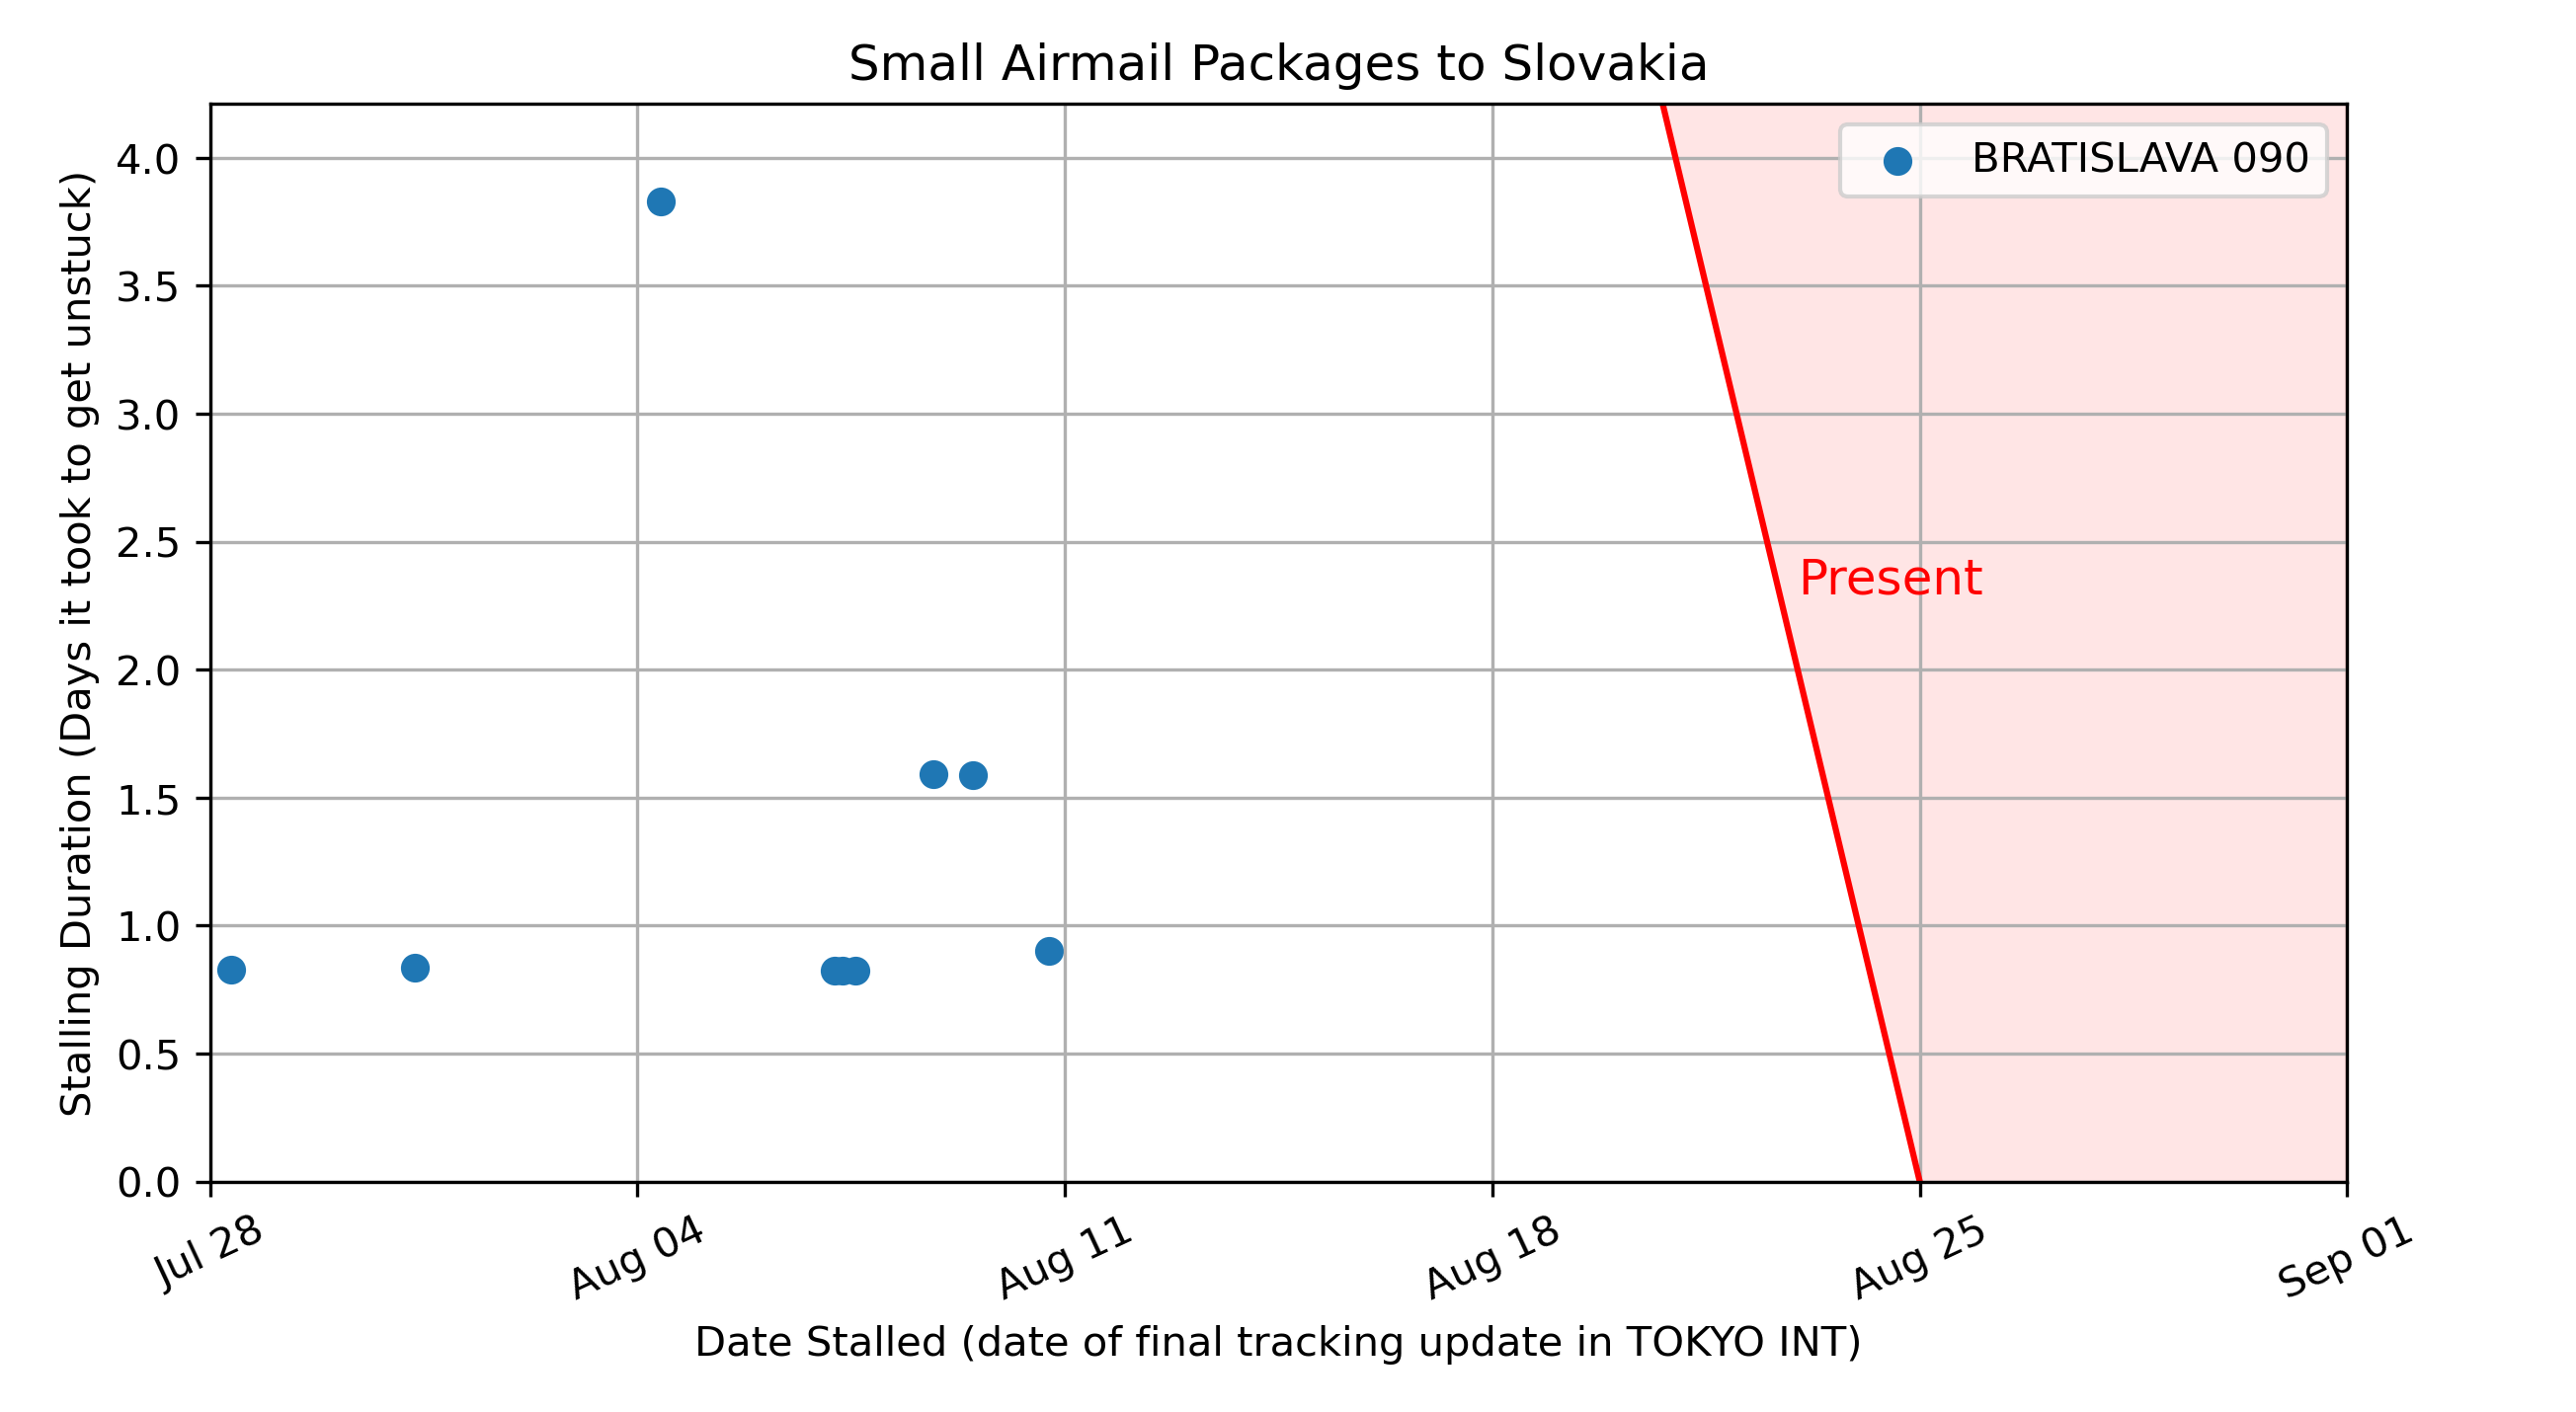 Small Airmail Packages to Slovakia
BRATISLAVA 090
Present
Stalling Duration (Days it took to get unstuck)
4.0
3.5
3.0
2.5
2.0
1.5
1.0
0.5
0.0
Jul 28
Aug 04
Aug 11
Aug 18
Aug 25
Sep 01
Date Stalled (date of final tracking update in TOKYO INT)